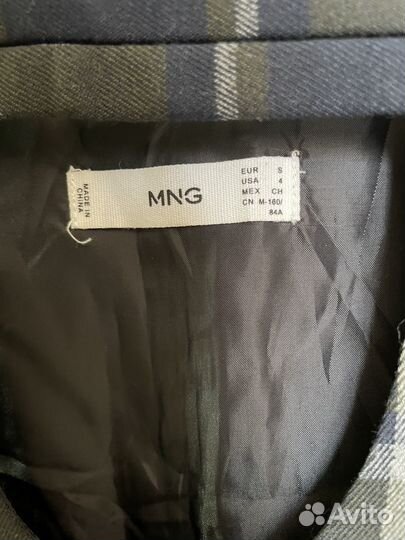 MADE IN
CHINA
MNG
EUR S
USA 4
MEX CH
CN M-160/
84A
Avito